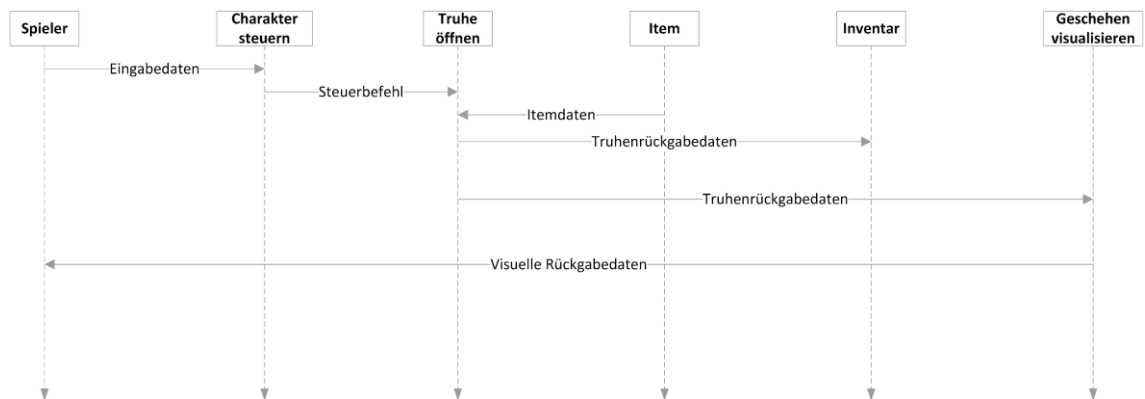 Spieler
Charakter
steuern
Truhe
öffnen
Item
Inventar
Geschehen
visualisieren
Eingabedaten
Steuerbefehl
Itemdaten
Truhenrückgabedaten
Truhenrückgabedaten
Visuelle Rückgabedaten